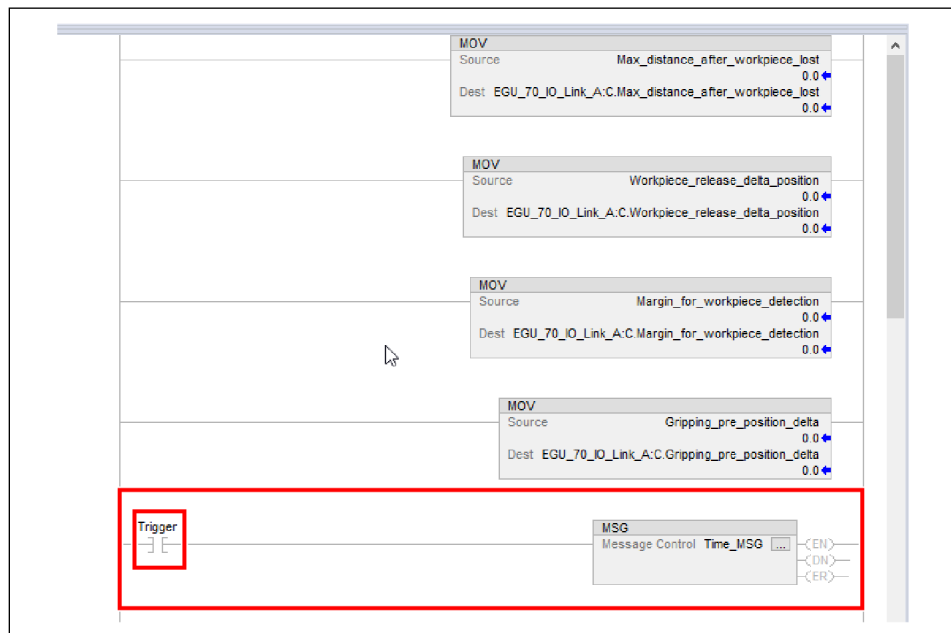 MOV
Source Max_distance_after_workpiece_lost
0.0
Dest EGU_70_IO_Link_A:C.Max_distance_after_workpiece_lost
0.0
MOV
Source Workpiece_release_delta_position
0.0
Dest EGU_70_IO_Link_A:C.Workpiece_release_delta_position
0.0
MOV
Source Margin_for_workpiece_detection
0.0
Dest EGU_70_IO_Link_A:C.Margin_for_workpiece_detection
0.0
MOV
Source Gripping_pre_position_delta
0.0
Dest EGU_70_IO_Link_A:C.Gripping_pre_position_delta
0.0
Trigger
MSG
Message Control Time_MSG ... (EN)
(DN)
(ER)